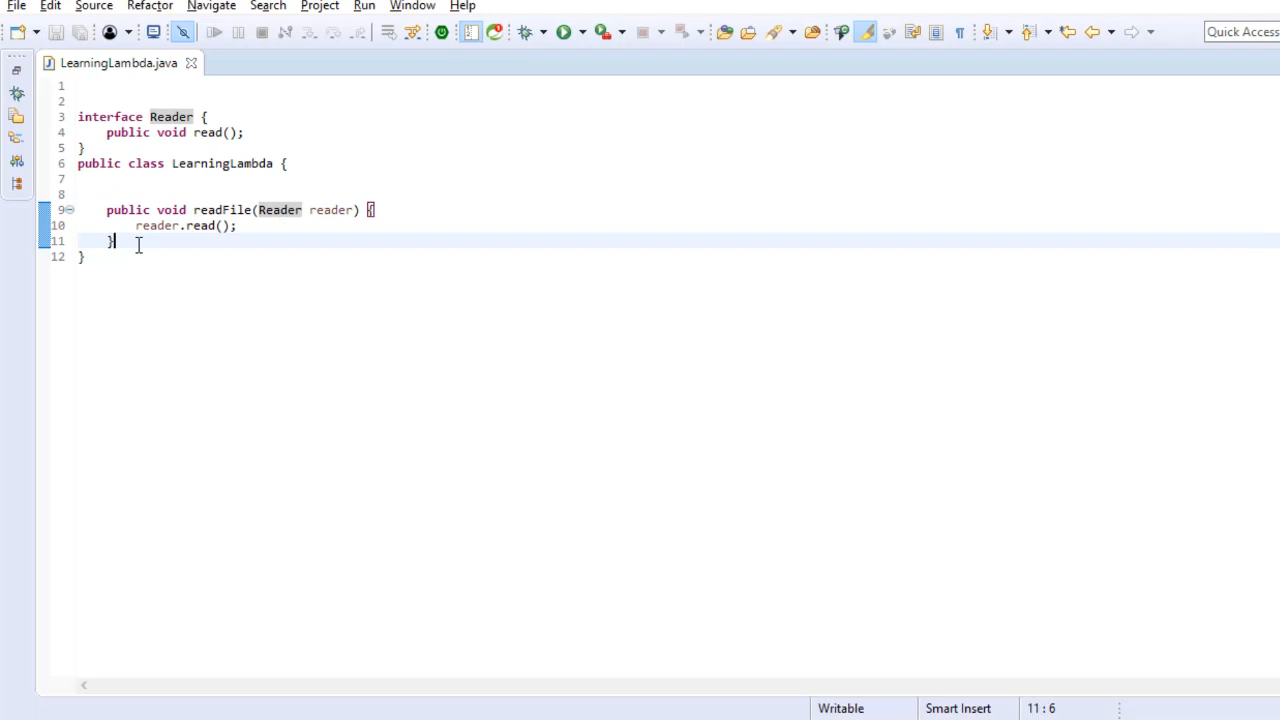 File Edit Source Refactor Navigate Search Project Run Window Help
Quick Access
LearningLambda.java
1
2
3 interface Reader {
4 public void read();
5 }
6 public class LearningLambda {
7
8
9 public void readFile(Reader reader) {
10 reader.read();
11 }
12 }
Writable Smart Insert 11 : 6